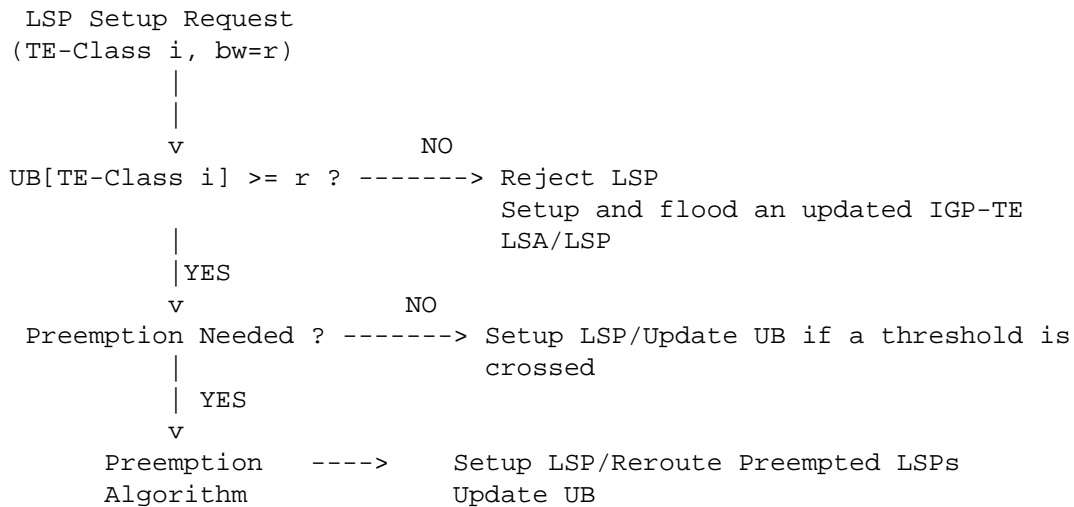 LSP Setup Request
(TE-Class i, bw=r)
|
|
v NO
UB[TE-Class i] >= r ? -------> Reject LSP
Setup and flood an updated IGP-TE
| LSA/LSP
|YES
v NO
Preemption Needed ? -------> Setup LSP/Update UB if a threshold is
| crossed
| YES
v
Preemption ----> Setup LSP/Reroute Preempted LSPs
Algorithm Update UB